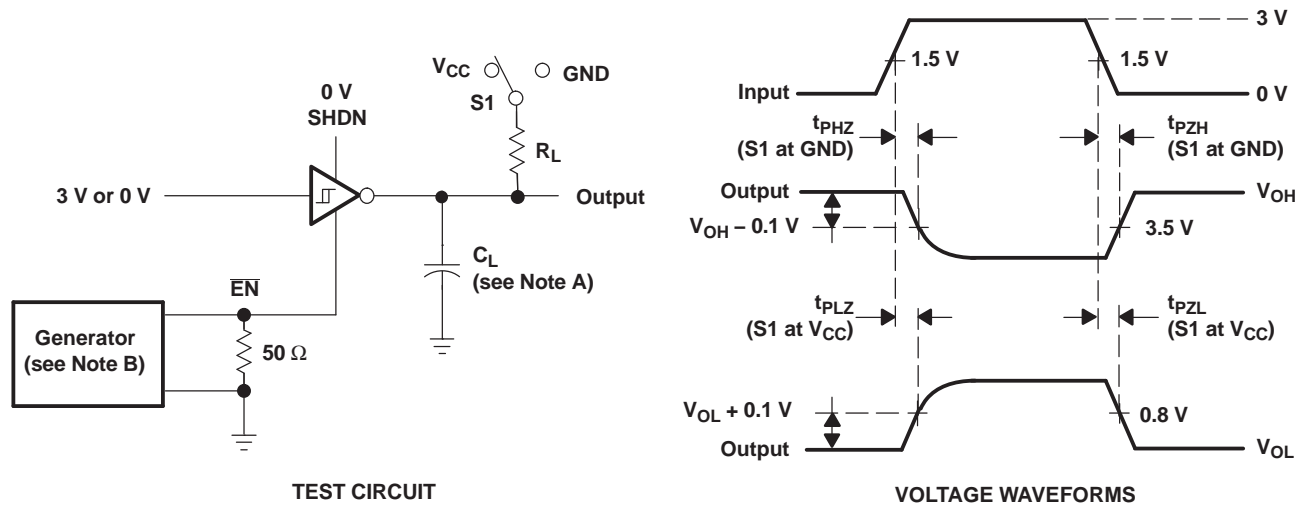 V_CC
GND
S1
0 V
SHDN
R_L
3 V or 0 V
Output
C_L
(see Note A)
EN
Generator
(see Note B)
50 Ω
TEST CIRCUIT
3 V
1.5 V
1.5 V
Input
0 V
t_PHZ
(S1 at GND)
t_PZH
(S1 at GND)
Output
V_OH
V_OH – 0.1 V
3.5 V
t_PLZ
(S1 at V_CC)
t_PZL
(S1 at V_CC)
V_OL + 0.1 V
0.8 V
Output
V_OL
VOLTAGE WAVEFORMS